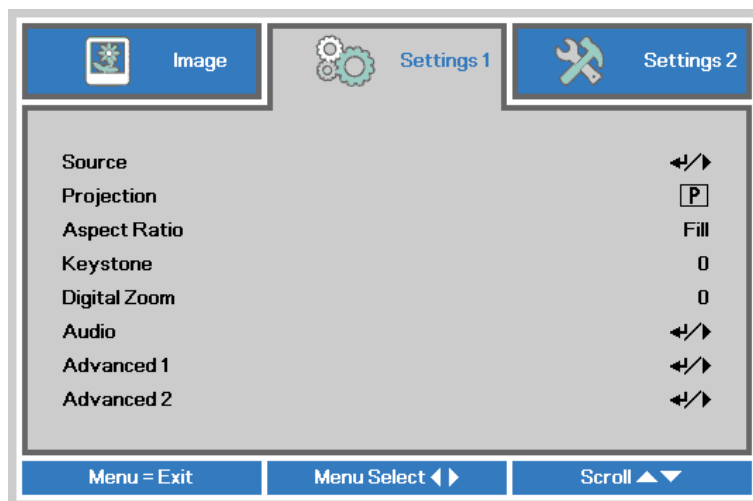 Image Settings 1 Settings 2
Source
Projection P
Aspect Ratio Fill
Keystone 0
Digital Zoom 0
Audio
Advanced 1
Advanced 2
Menu = Exit Menu Select Scroll